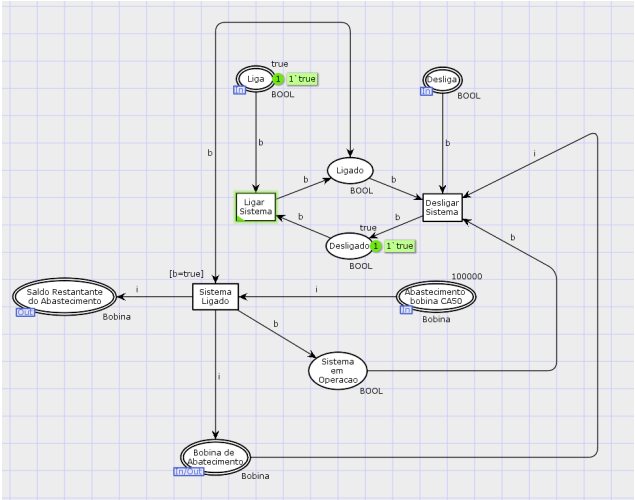 true
Liga
1
1`true
In
BOOL
Desliga
In
BOOL
b
b
b
i
Ligado
BOOL
b
b
Ligar
Sistema
Desligar
Sistema
b
b
true
Desligado
1
1`true
BOOL
b
[b=true]
100000
Saldo Restantante
do Abastecimento
Out
Bobina
i
Sistema
Ligado
i
Abastecimento
bobina CA50
In
Bobina
b
Sistema
em
Operacao
BOOL
i
Bobina de
Abatecimento
In/Out
Bobina